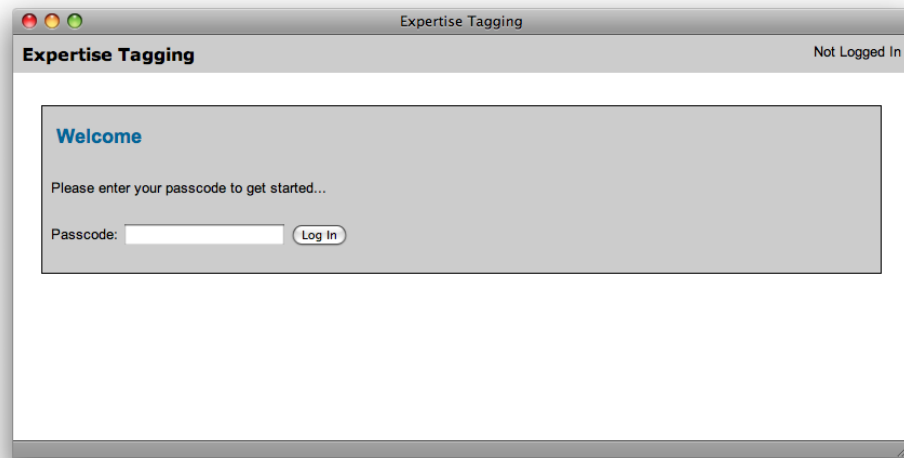 Expertise Tagging
Expertise Tagging
Not Logged In
Welcome
Please enter your passcode to get started...
Passcode:
Log In